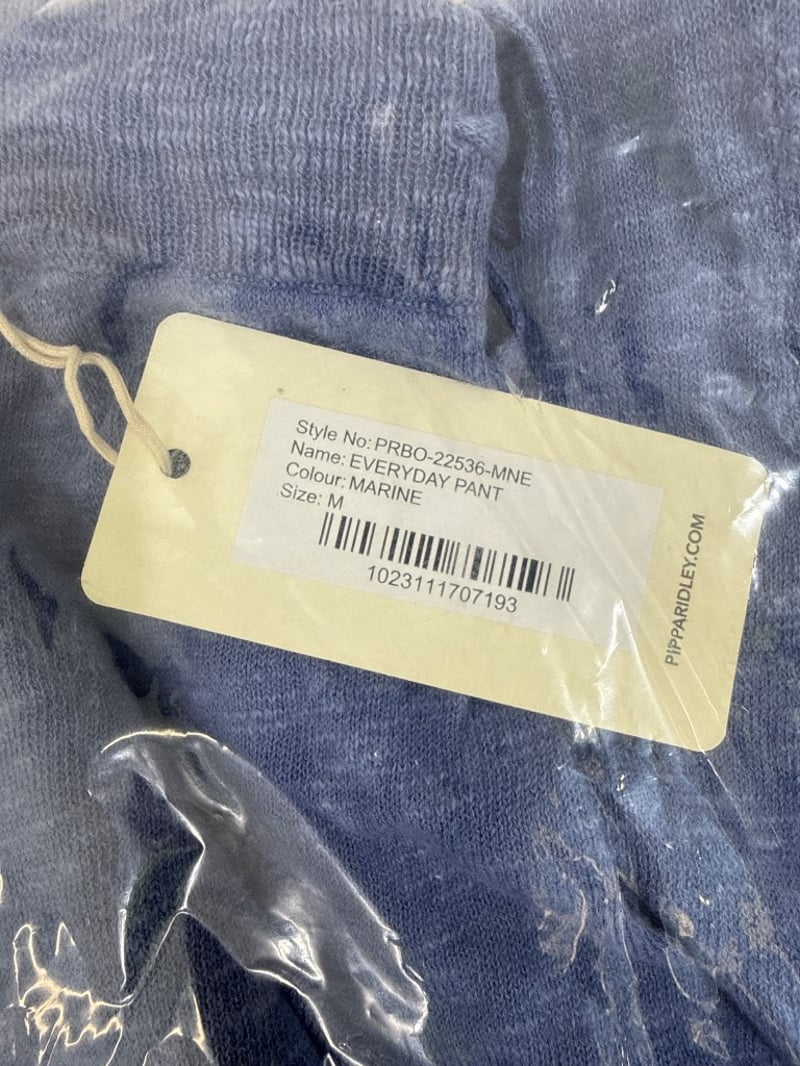 Style No: PRBO-22536-MNE
Name: EVERYDAY PANT
Colour: MARINE
Size: M
1023111707193
PIPPARIDLEY.COM